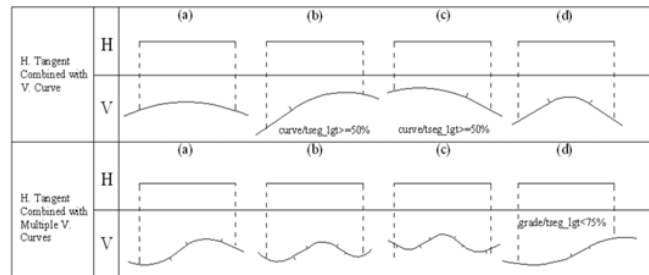 (a) (b) (c) (d)
H
H. Tangent
Combined with
V. Curve
V
curve/tseg_lgt>=50% curve/tseg_lgt>=50%
(a) (b) (c) (d)
H
H. Tangent
Combined with
Multiple V.
Curves
V
grade/tseg_lgt<75%